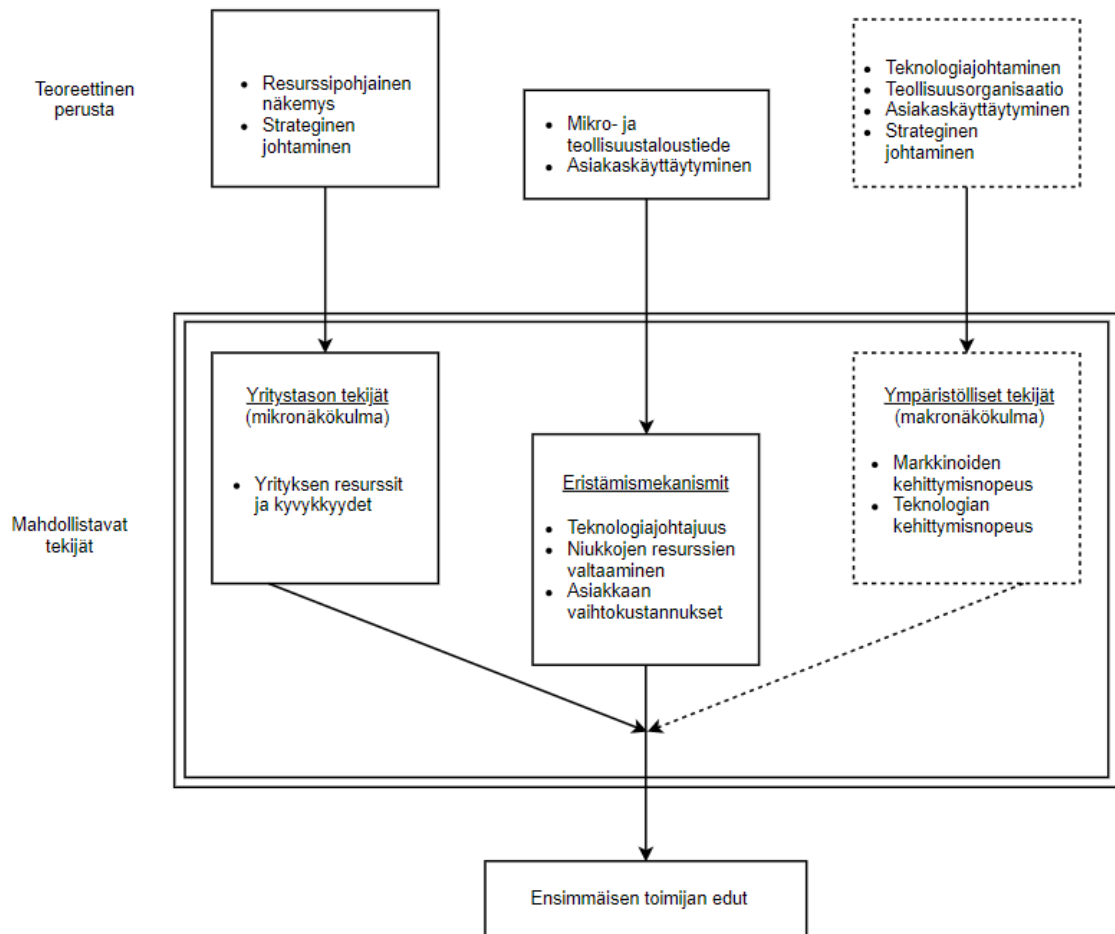 Teoreettinen
perusta
• Resurssipohjainen
näkemys
• Strateginen
johtaminen
• Mikro- ja
teollisuustaloustiede
• Asiakaskäyttäytyminen
• Teknologiajohtaminen
• Teollisuusorganisaatio
• Asiakaskäyttäytyminen
• Strateginen
johtaminen
Mahdollistavat
tekijät
Yritystason tekijät
(mikronäkökulma)
• Yrityksen resurssit
ja kyvykkyydet
Eristämismekanismit
• Teknologiajohtajuus
• Niukkojen resurssien
valtaaminen
• Asiakkaan
vaihtokustannukset
Ympäristölliset tekijät
(makronäkökulma)
• Markkinoiden
kehittymisnopeus
• Teknologian
kehittymisnopeus
Ensimmäisen toimijan edut